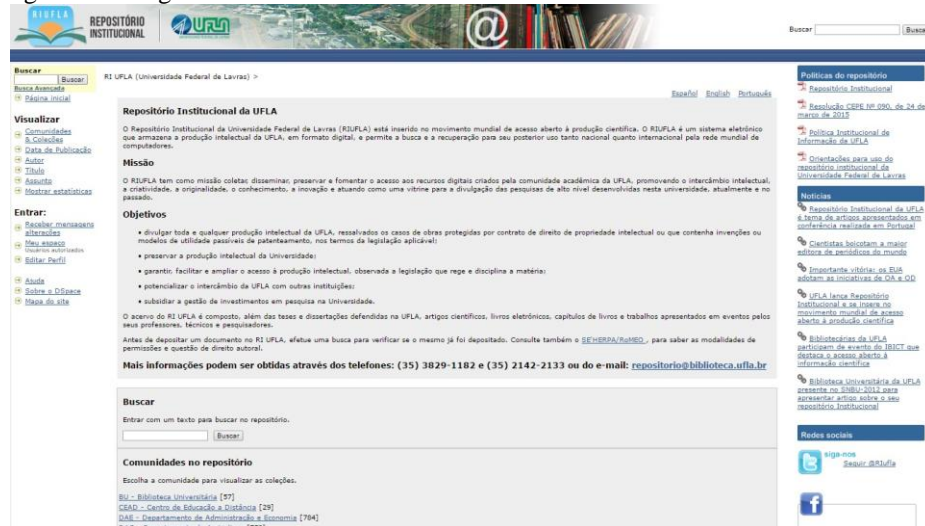 RIUFLA
REPOSITÓRIO
INSTITUCIONAL
UFLA
@
Buscar
Buscar
Buscar
Busca Avançada
Página inicial
Visualizar
Comunidades
& Coleções
Data de Publicação
Autor
Título
Assunto
Mostrar estatísticas
Entrar:
Receber mensagens
alterações
Meu espaço
Usuários autorizados
Editar Perfil
Ajuda
Sobre o DSpace
Mapa do site
RI UFLA (Universidade Federal de Lavras) >
Español English Português
Repositório Institucional da UFLA
O Repositório Institucional da Universidade Federal de Lavras (RIUFLA) está inserido no movimento mundial de acesso aberto à produção científica. O RIUFLA é um sistema eletrônico
que armazena a produção intelectual da UFLA, em formato digital, e permite a busca e a recuperação para seu posterior uso tanto nacional quanto internacional pela rede mundial de
computadores.
Missão
O RIUFLA tem como missão coletar, disseminar, preservar e fomentar o acesso aos recursos digitais criados pela comunidade acadêmica da UFLA, promovendo o intercâmbio intelectual,
a criatividade, a originalidade, o conhecimento, a inovação e atuando como uma vitrine para a divulgação das pesquisas de alto nível desenvolvidas nesta universidade, atualmente e no
passado.
Objetivos
• divulgar toda e qualquer produção intelectual da UFLA, ressalvados os casos de obras protegidas por contrato de direito de propriedade intelectual ou que contenha invenções ou
modelos de utilidade passíveis de patenteamento, nos termos da legislação aplicável;
• preservar a produção intelectual da Universidade;
• garantir, facilitar e ampliar o acesso à produção intelectual, observada a legislação que rege e disciplina a matéria;
• potencializar o intercâmbio da UFLA com outras instituições;
• subsidiar a gestão de investimentos em pesquisa na Universidade.
O acervo do RI UFLA é composto, além das teses e dissertações defendidas na UFLA, artigos científicos, livros eletrônicos, capítulos de livros e trabalhos apresentados em eventos pelos
seus professores, técnicos e pesquisadores.
Antes de depositar um documento no RI UFLA, efetue uma busca para verificar se o mesmo já foi depositado. Consulte também o SE'HERPA/RoMEO , para saber as modalidades de
permissões e questão de direito autoral.
Mais informações podem ser obtidas através dos telefones: (35) 3829-1182 e (35) 2142-2133 ou do e-mail: repositorio@biblioteca.ufla.br
Buscar
Entrar com um texto para buscar no repositório.
Buscar
Comunidades no repositório
Escolha a comunidade para visualizar as coleções.
BU - Biblioteca Universitária [57]
CEAD - Centro de Educação a Distância [29]
DAE - Departamento de Administração e Economia [704]
Buscar
Políticas do repositório
Repositório Institucional
Resolução CEPE Nº 090, de 24 de
março de 2015
Política Institucional de
Informação da UFLA
Orientações para uso do
repositório institucional da
Universidade Federal de Lavras
Notícias
Repositório Institucional da UFLA
é tema de artigos apresentados em
conferência realizada em Portugal
Cientistas boicotam a maior
editora de periódicos do mundo
Importante vitória: os EUA
adotam as iniciativas de OA e OD
UFLA lança Repositório
Institucional e se insere no
movimento mundial de acesso
aberto à produção científica
Bibliotecárias da UFLA
participam de evento do IBICT que
destaca o acesso aberto à
informação científica
Biblioteca Universitária da UFLA
presente no SNBU-2012 para
apresentar artigo sobre o seu
repositório Institucional
Redes sociais
siga-nos
Seguir @RIufla